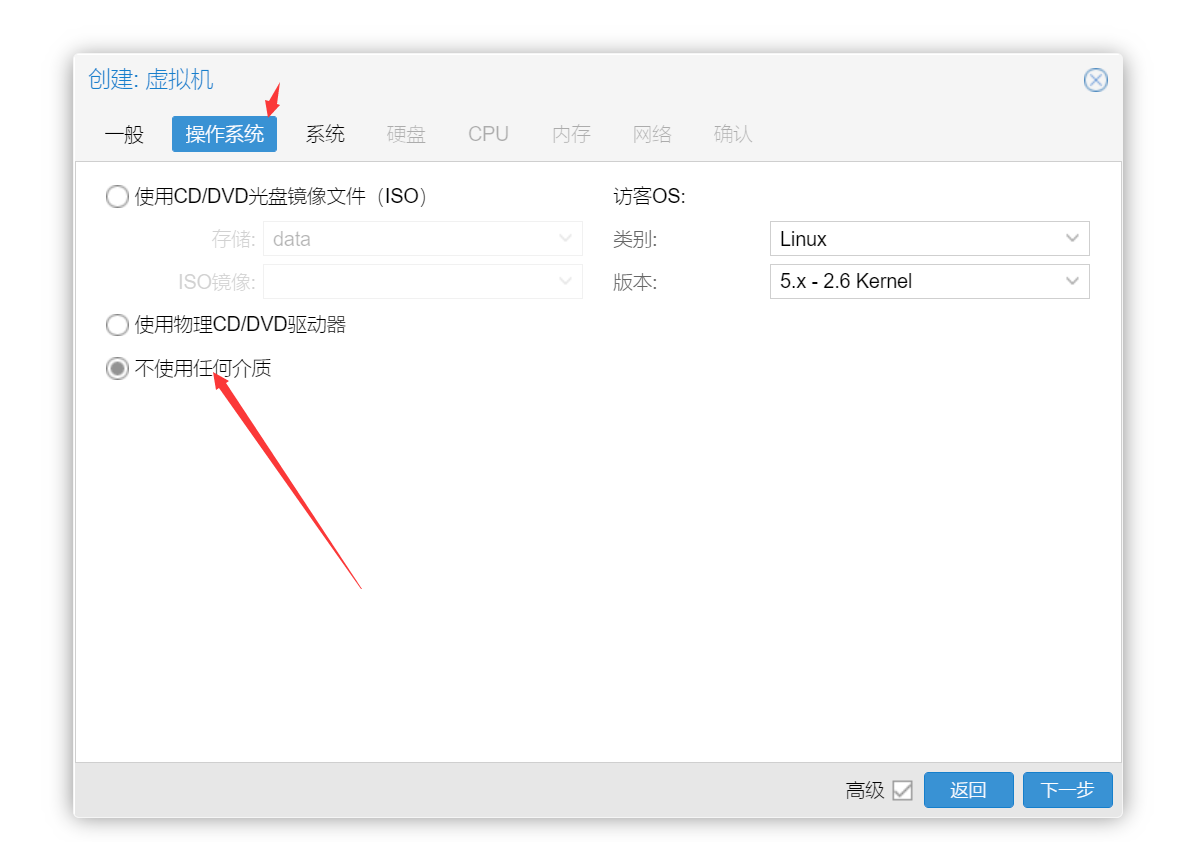 创建: 虚拟机
一般 操作系统 系统 硬盘 CPU 内存 网络 确认
使用CD/DVD光盘镜像文件（ISO） 访客OS:
存储: data 类别: Linux
ISO镜像: 版本: 5.x - 2.6 Kernel
使用物理CD/DVD驱动器
不使用任何介质
高级 返回 下一步